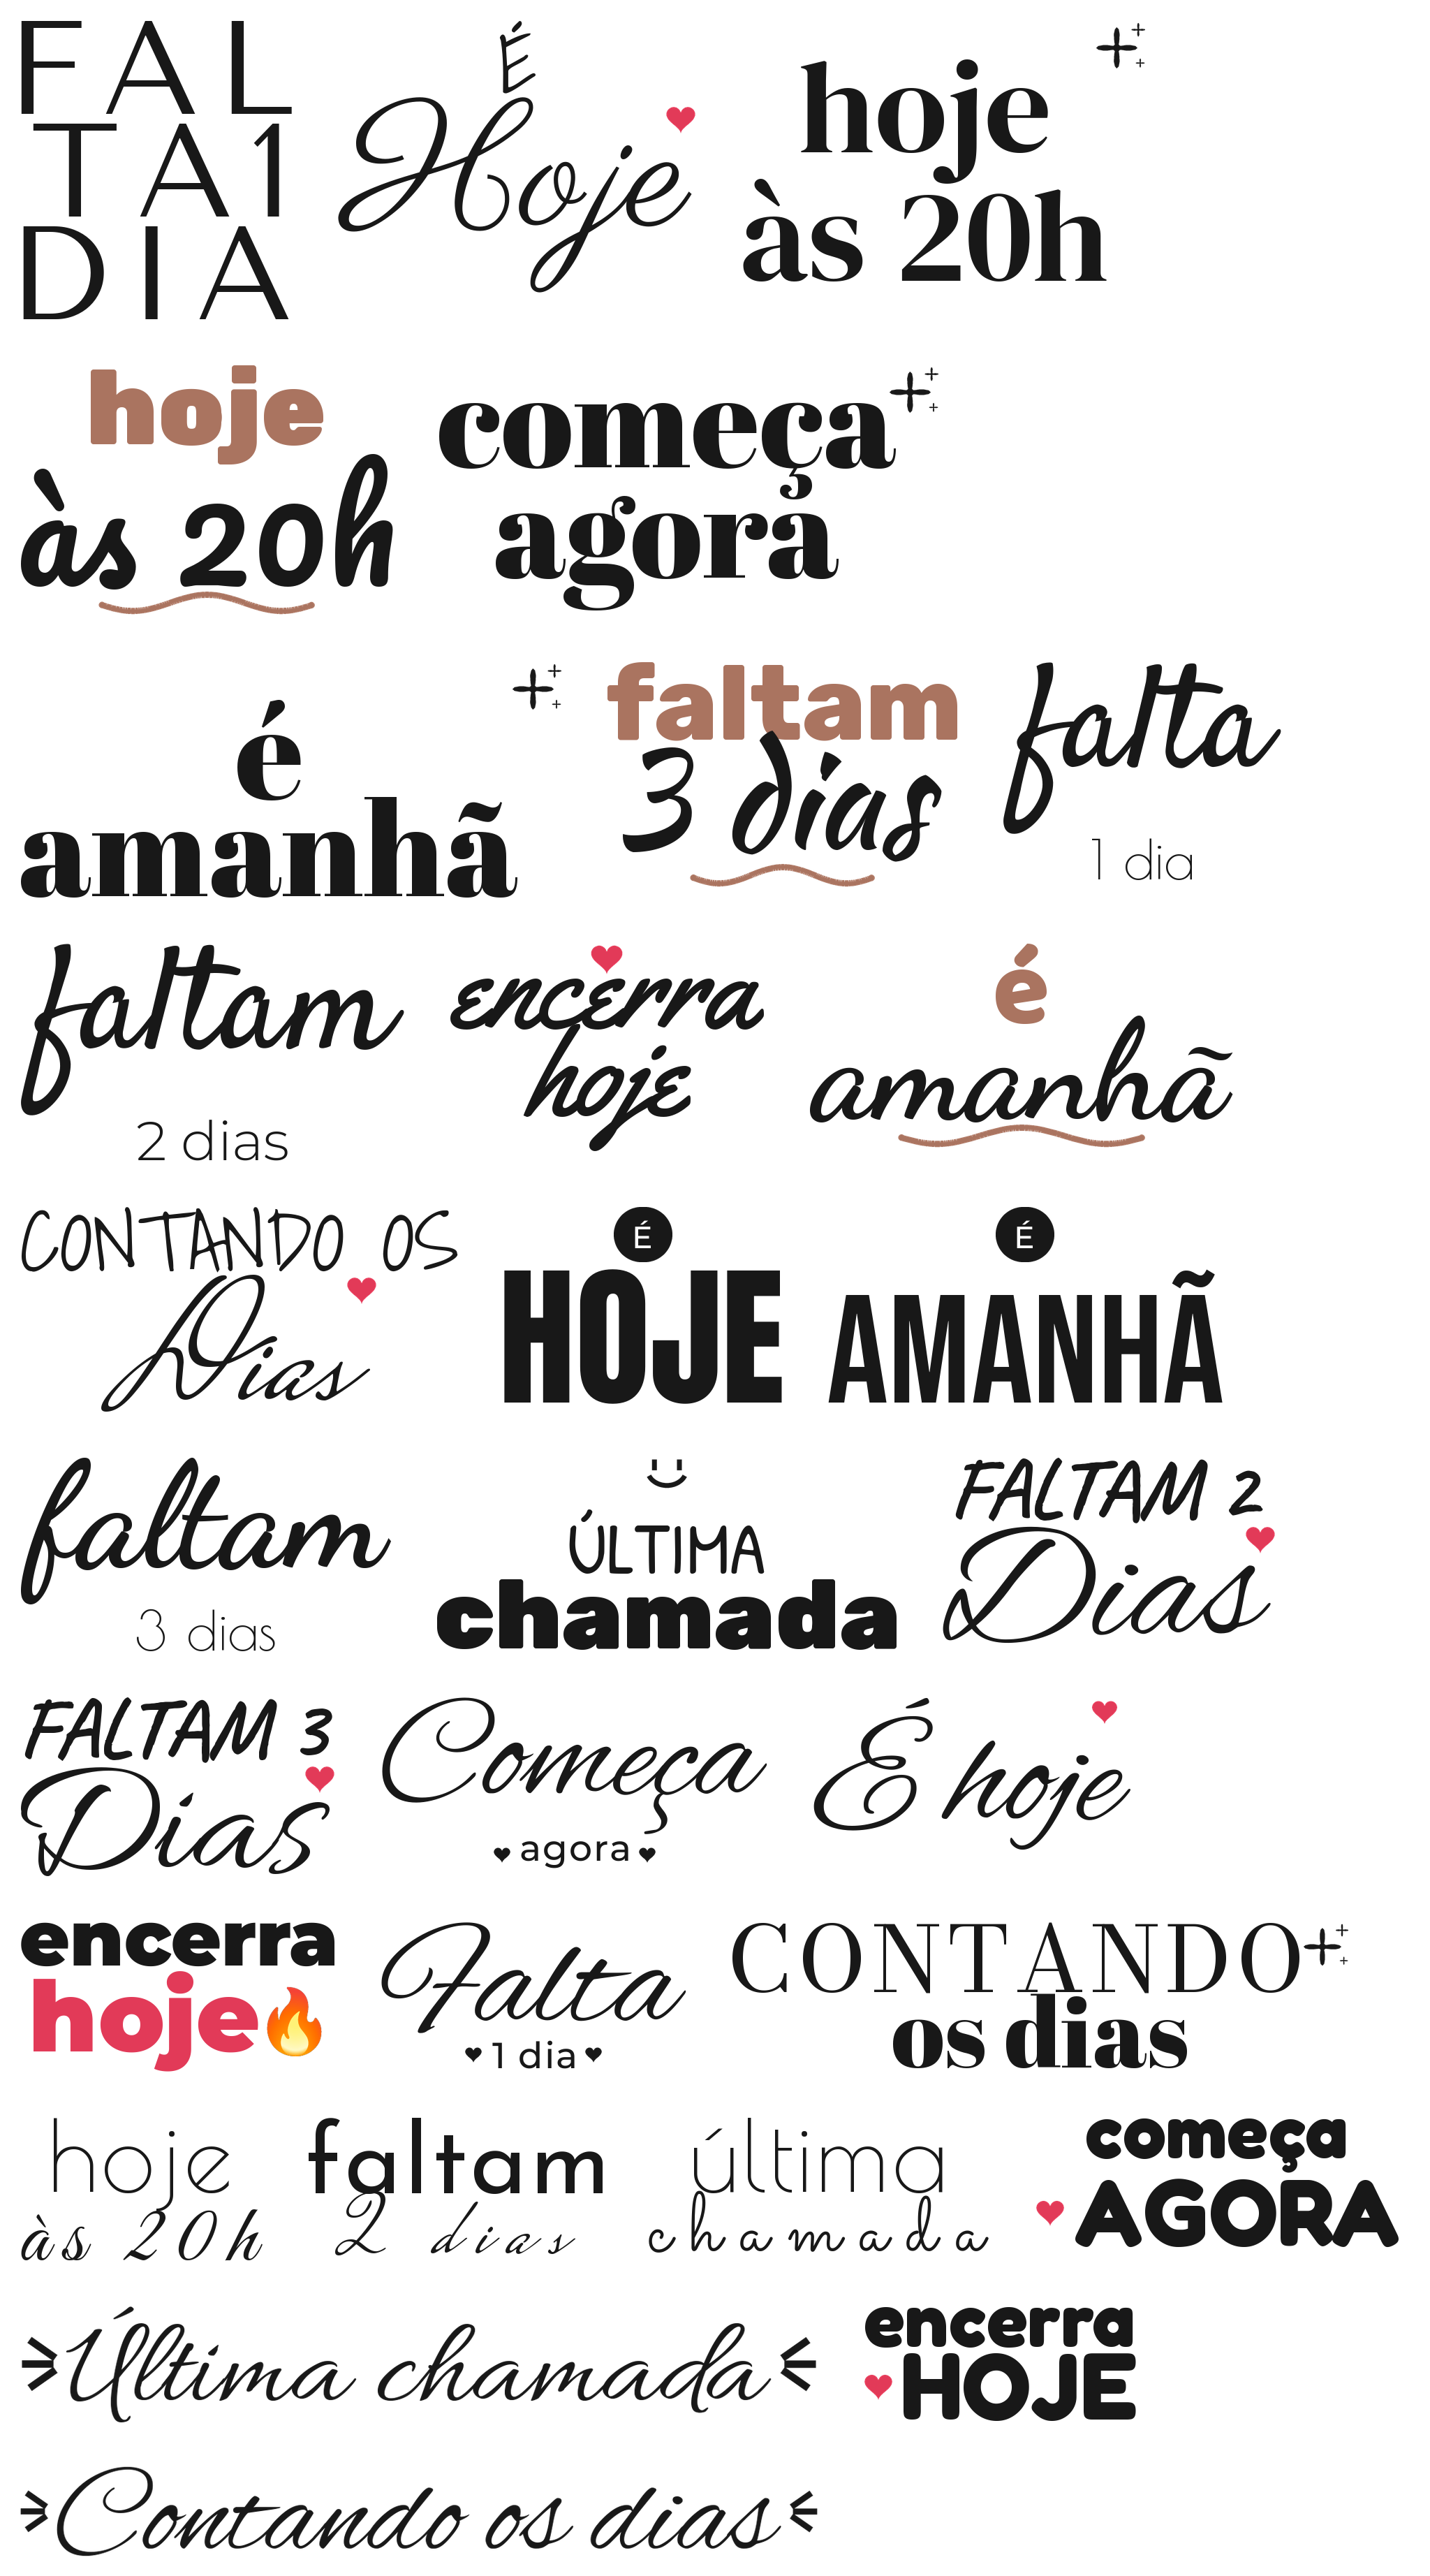 FAL
TA1
DIA
É
Hoje
hoje
às 20h
hoje
às 20h
começa
agora
é
amanhã
faltam
3 dias
falta
1 dia
faltam
2 dias
encerra
hoje
é
amanhã
CONTANDO OS
Dias
É
HOJE
É
AMANHÃ
faltam
3 dias
ÚLTIMA
chamada
FALTAM 2
Dias
FALTAM 3
Dias
Começa
agora
É hoje
encerra
hoje
Falta
1 dia
CONTANDO
os dias
hoje
às 20h
faltam
2 dias
última
chamada
começa
AGORA
Última chamada
encerra
HOJE
Contando os dias